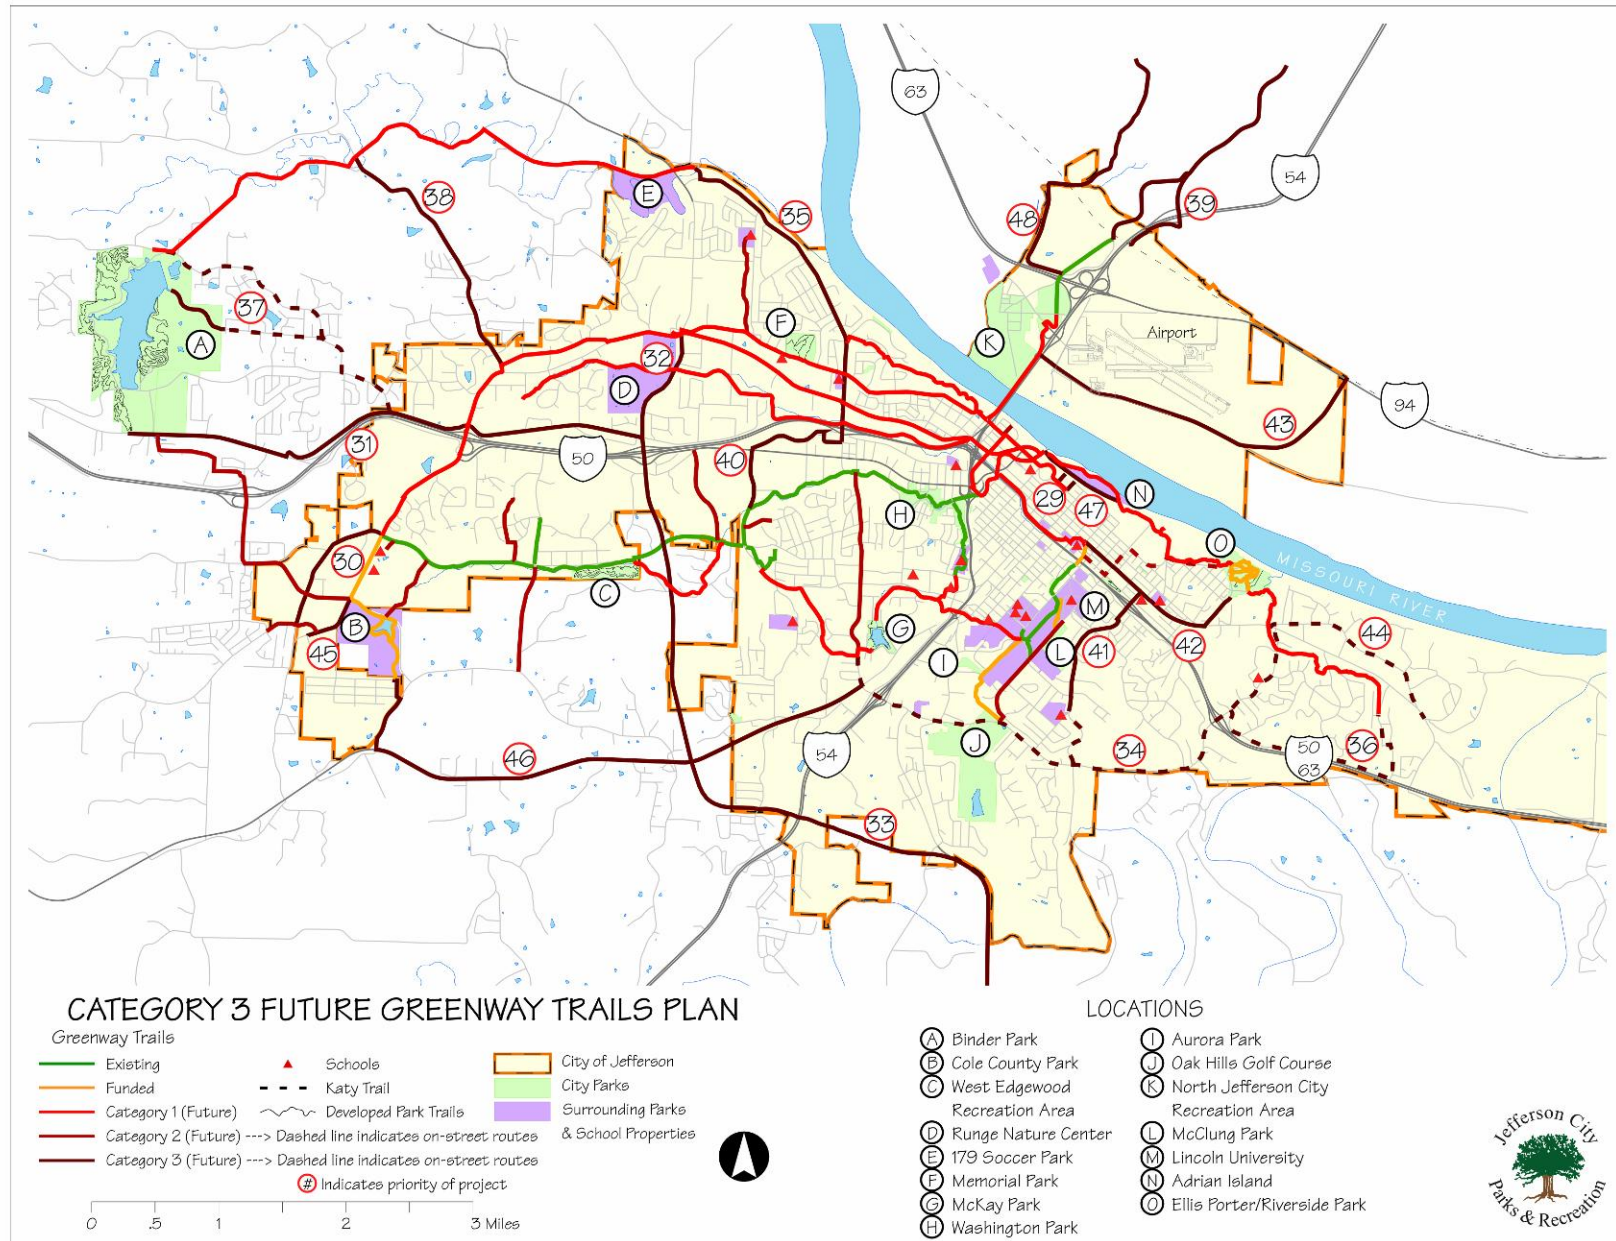 63
54
38
E
35
48
39
37
F
A
32
K
Airport
D
94
43
31
50
40
29
47
N
H
O
MISSOURI RIVER
30
C
M
B
G
44
45
I
L
41
42
46
54
J
34
50
63
36
33
CATEGORY 3 FUTURE GREENWAY TRAILS PLAN
Greenway Trails
Existing
Funded
Category 1 (Future)
Category 2 (Future) ---> Dashed line indicates on-street routes
Category 3 (Future) ---> Dashed line indicates on-street routes
# Indicates priority of project
Schools
Katy Trail
Developed Park Trails
City of Jefferson
City Parks
Surrounding Parks
& School Properties
0 .5 1 2 3 Miles
LOCATIONS
A Binder Park
B Cole County Park
C West Edgewood
Recreation Area
D Runge Nature Center
E 179 Soccer Park
F Memorial Park
G McKay Park
H Washington Park
I Aurora Park
J Oak Hills Golf Course
K North Jefferson City
Recreation Area
L McClung Park
M Lincoln University
N Adrian Island
O Ellis Porter/Riverside Park
Jefferson City
Parks & Recreation